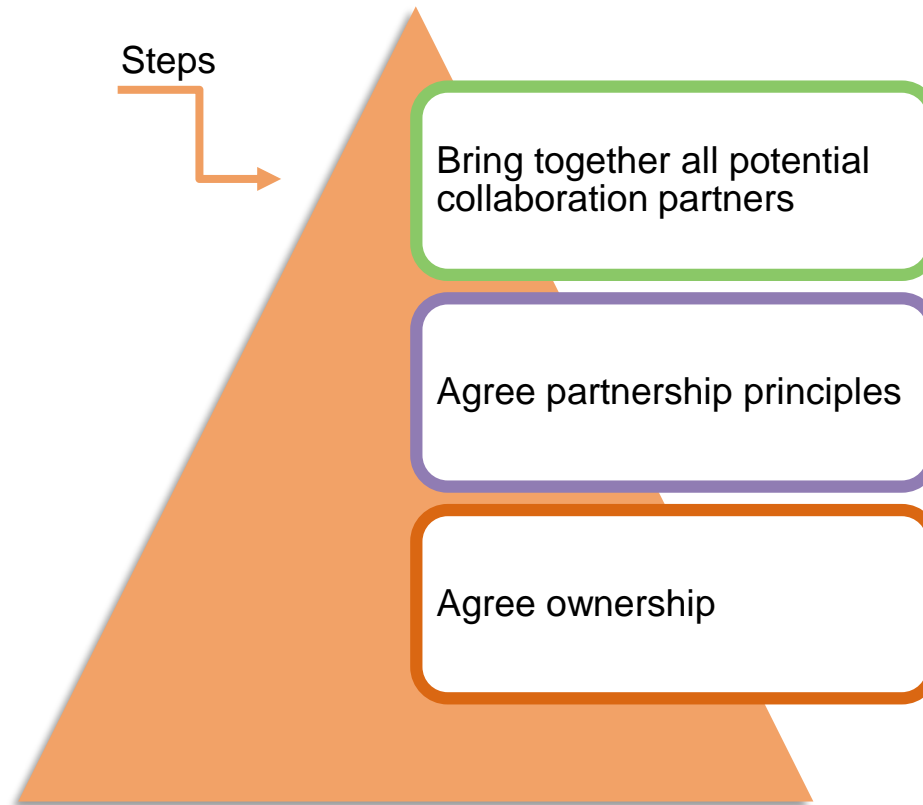 Steps
Bring together all potential
collaboration partners
Agree partnership principles
Agree ownership